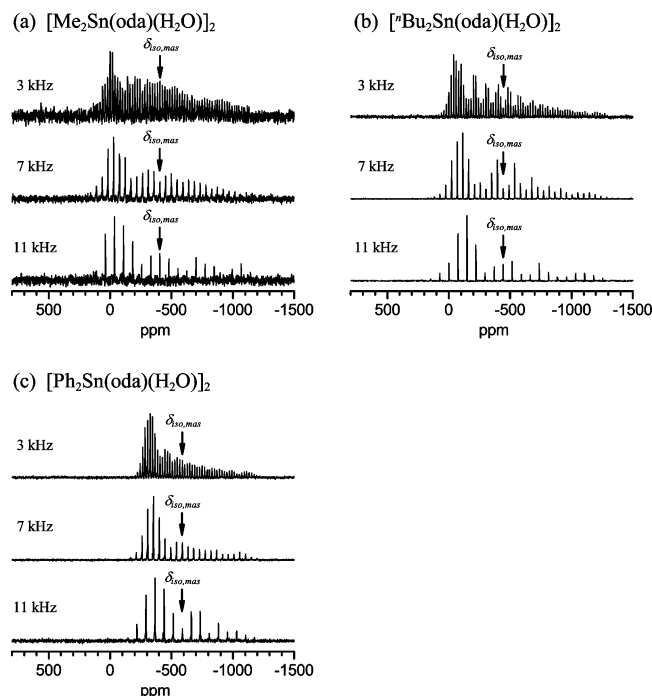 (a) [Me₂Sn(oda)(H₂O)]₂
δiso,mas
3 kHz
δiso,mas
7 kHz
δiso,mas
11 kHz
500 0 -500 -1000 -1500
ppm
(b) [ⁿBu₂Sn(oda)(H₂O)]₂
δiso,mas
3 kHz
δiso,mas
7 kHz
δiso,mas
11 kHz
500 0 -500 -1000 -1500
ppm
(c) [Ph₂Sn(oda)(H₂O)]₂
δiso,mas
3 kHz
δiso,mas
7 kHz
δiso,mas
11 kHz
500 0 -500 -1000 -1500
ppm